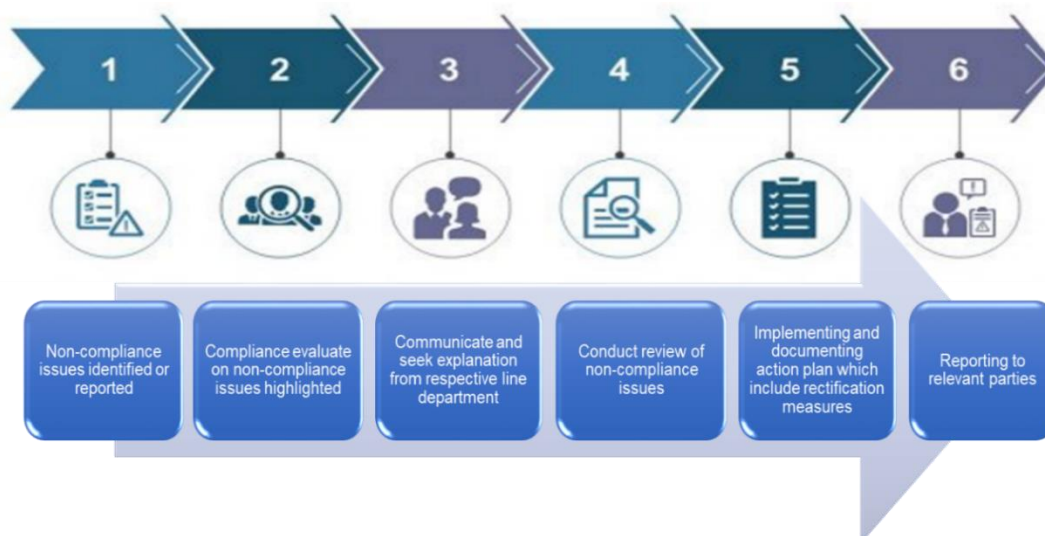 1
2
3
4
5
6
Non-compliance
issues identified or
reported
Compliance evaluate
on non-compliance
issues highlighted
Communicate and
seek explanation
from respective line
department
Conduct review of
non-compliance
issues
Implementing and
documenting
action plan which
include rectification
measures
Reporting to
relevant parties